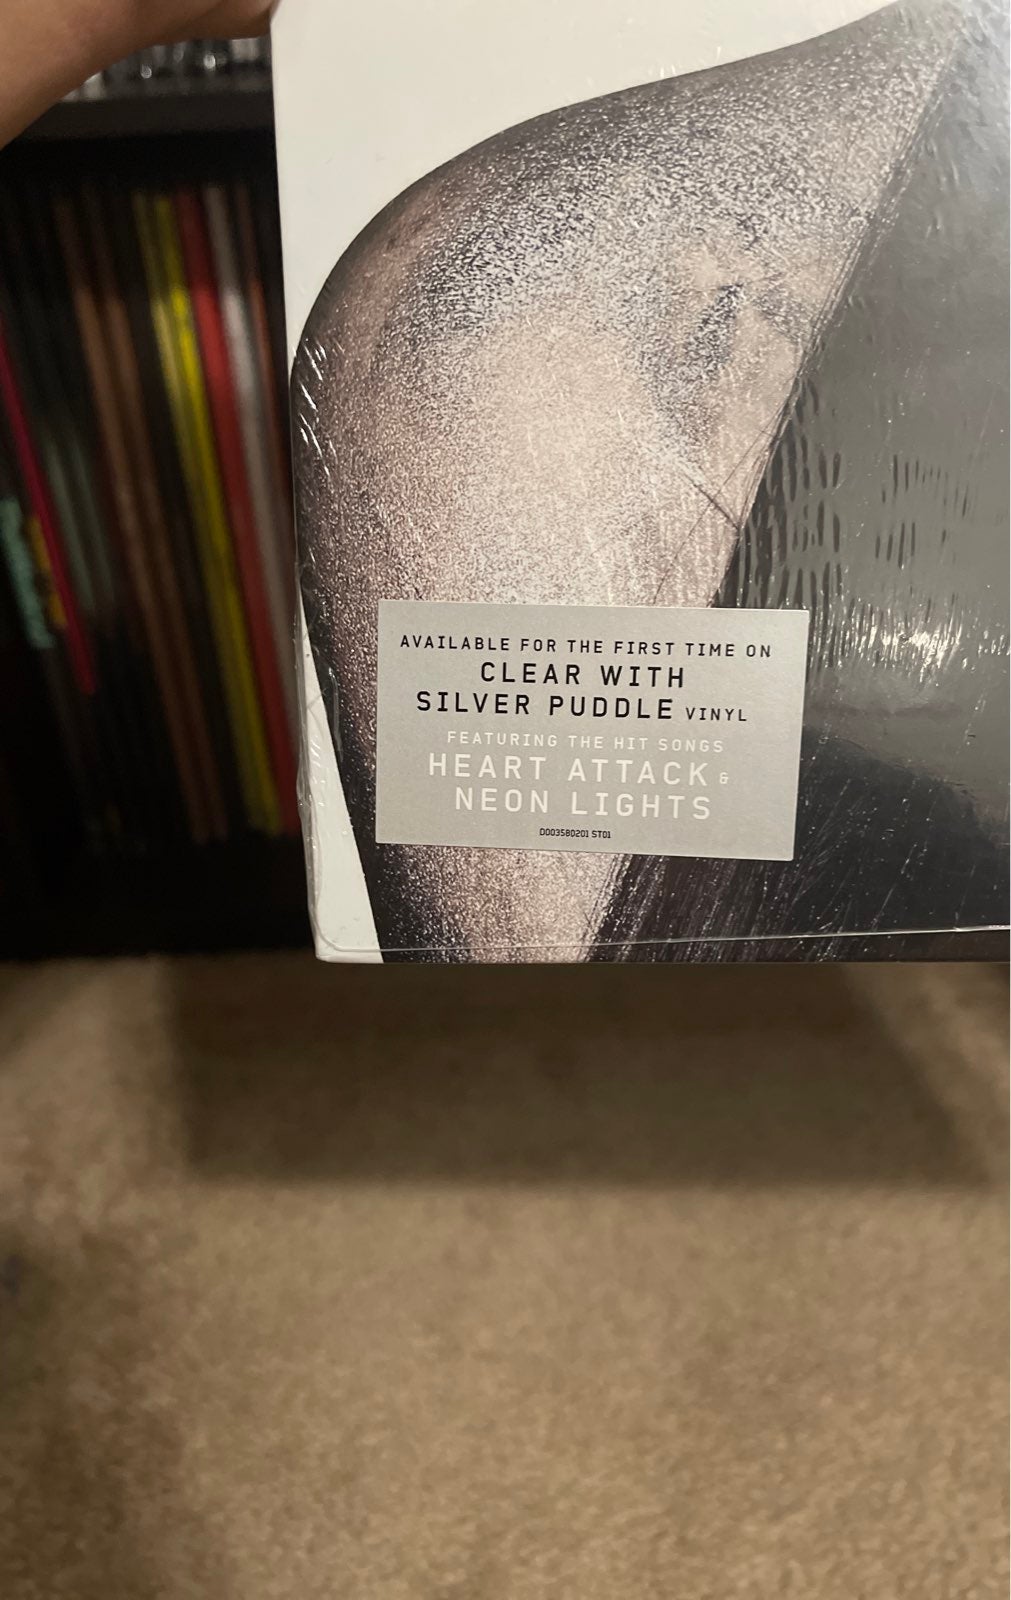 AVAILABLE FOR THE FIRST TIME ON
CLEAR WITH
SILVER PUDDLE VINYL
FEATURING THE HIT SONGS
HEART ATTACK &
NEON LIGHTS
D003580201 ST01